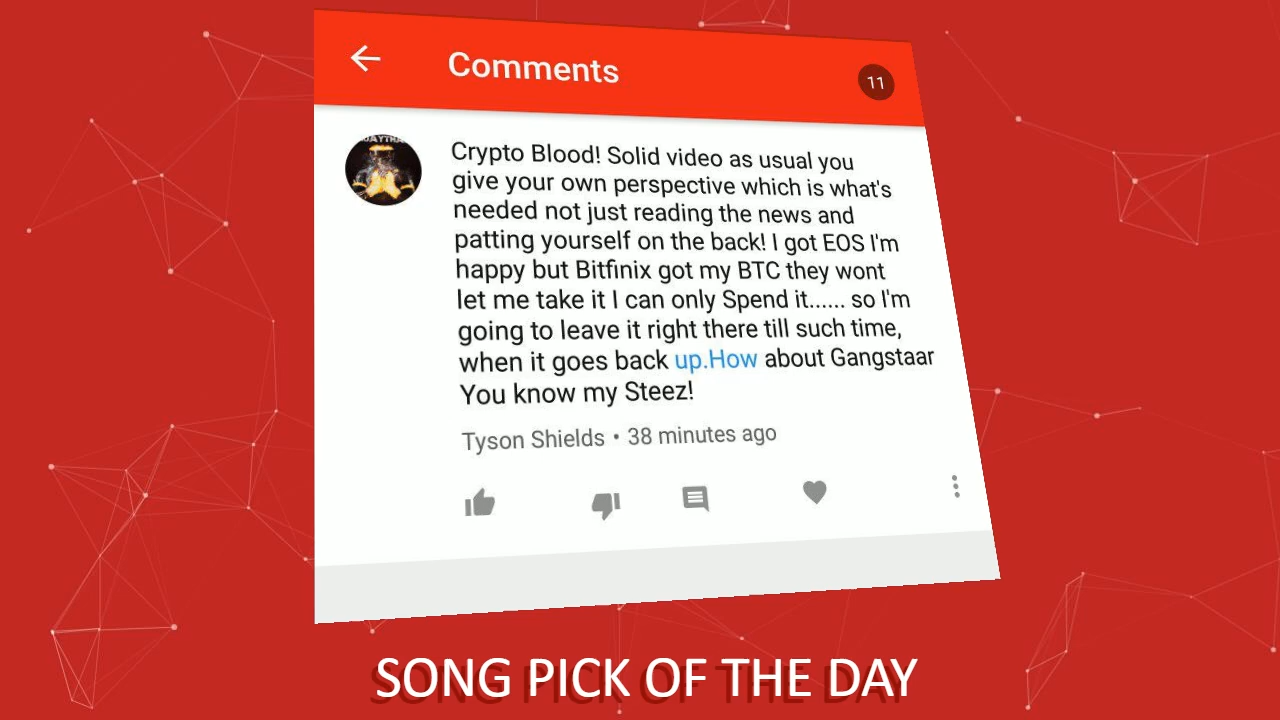 Comments
11
Crypto Blood! Solid video as usual you
give your own perspective which is what's
needed not just reading the news and
patting yourself on the back! I got EOS I'm
happy but Bitfinix got my BTC they wont
let me take it I can only Spend it...... so I'm
going to leave it right there till such time,
when it goes back up.How about Gangstaar
You know my Steez!
Tyson Shields • 38 minutes ago
SONG PICK OF THE DAY